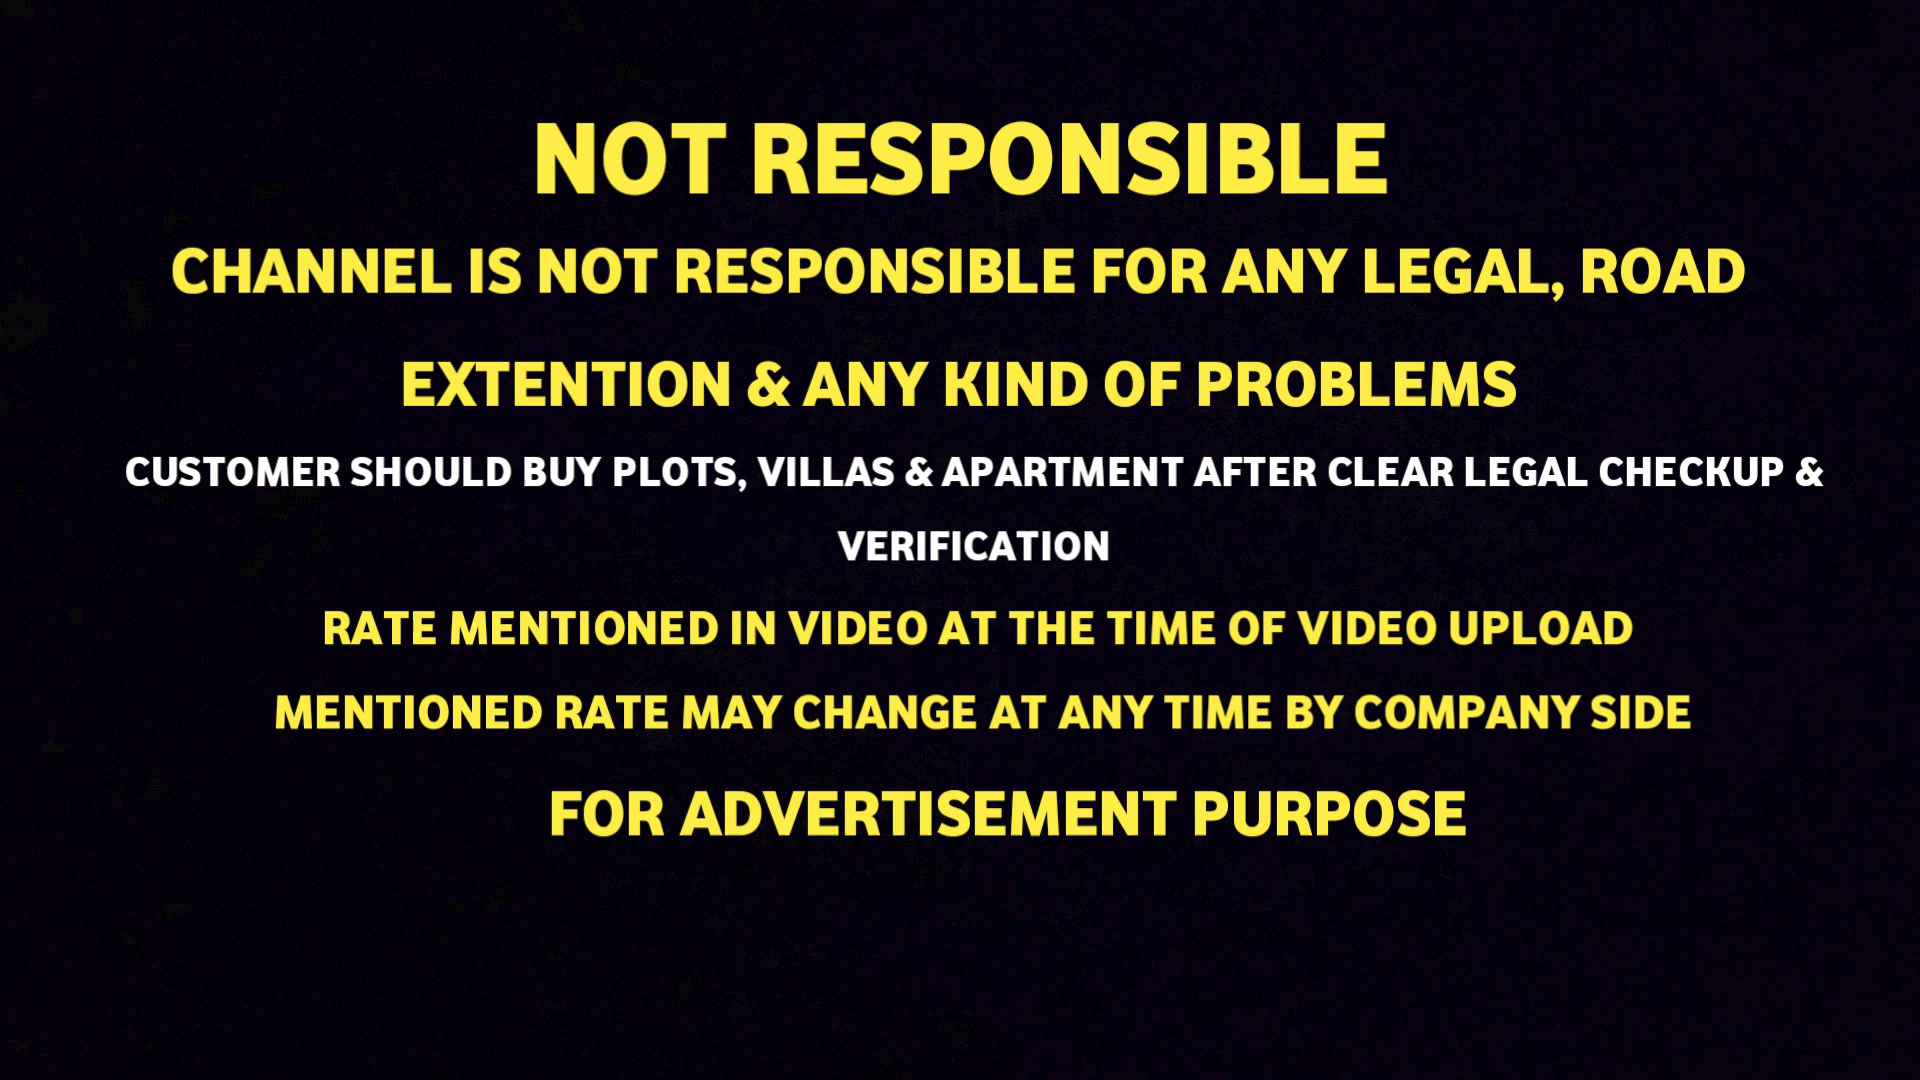 NOT RESPONSIBLE
CHANNEL IS NOT RESPONSIBLE FOR ANY LEGAL, ROAD
EXTENTION & ANY KIND OF PROBLEMS
CUSTOMER SHOULD BUY PLOTS, VILLAS & APARTMENT AFTER CLEAR LEGAL CHECKUP &
VERIFICATION
RATE MENTIONED IN VIDEO AT THE TIME OF VIDEO UPLOAD
MENTIONED RATE MAY CHANGE AT ANY TIME BY COMPANY SIDE
FOR ADVERTISEMENT PURPOSE